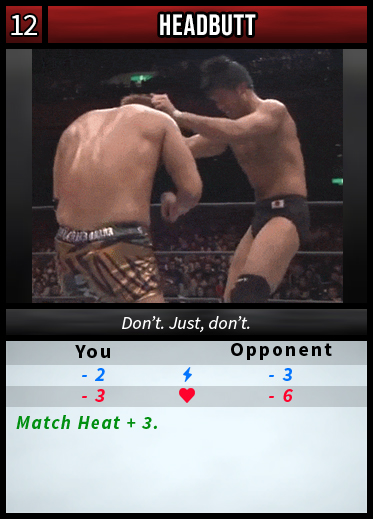 12 HEADBUTT
Don't. Just, don't.
You Opponent
- 2 - 3
- 3 - 6
Match Heat + 3.